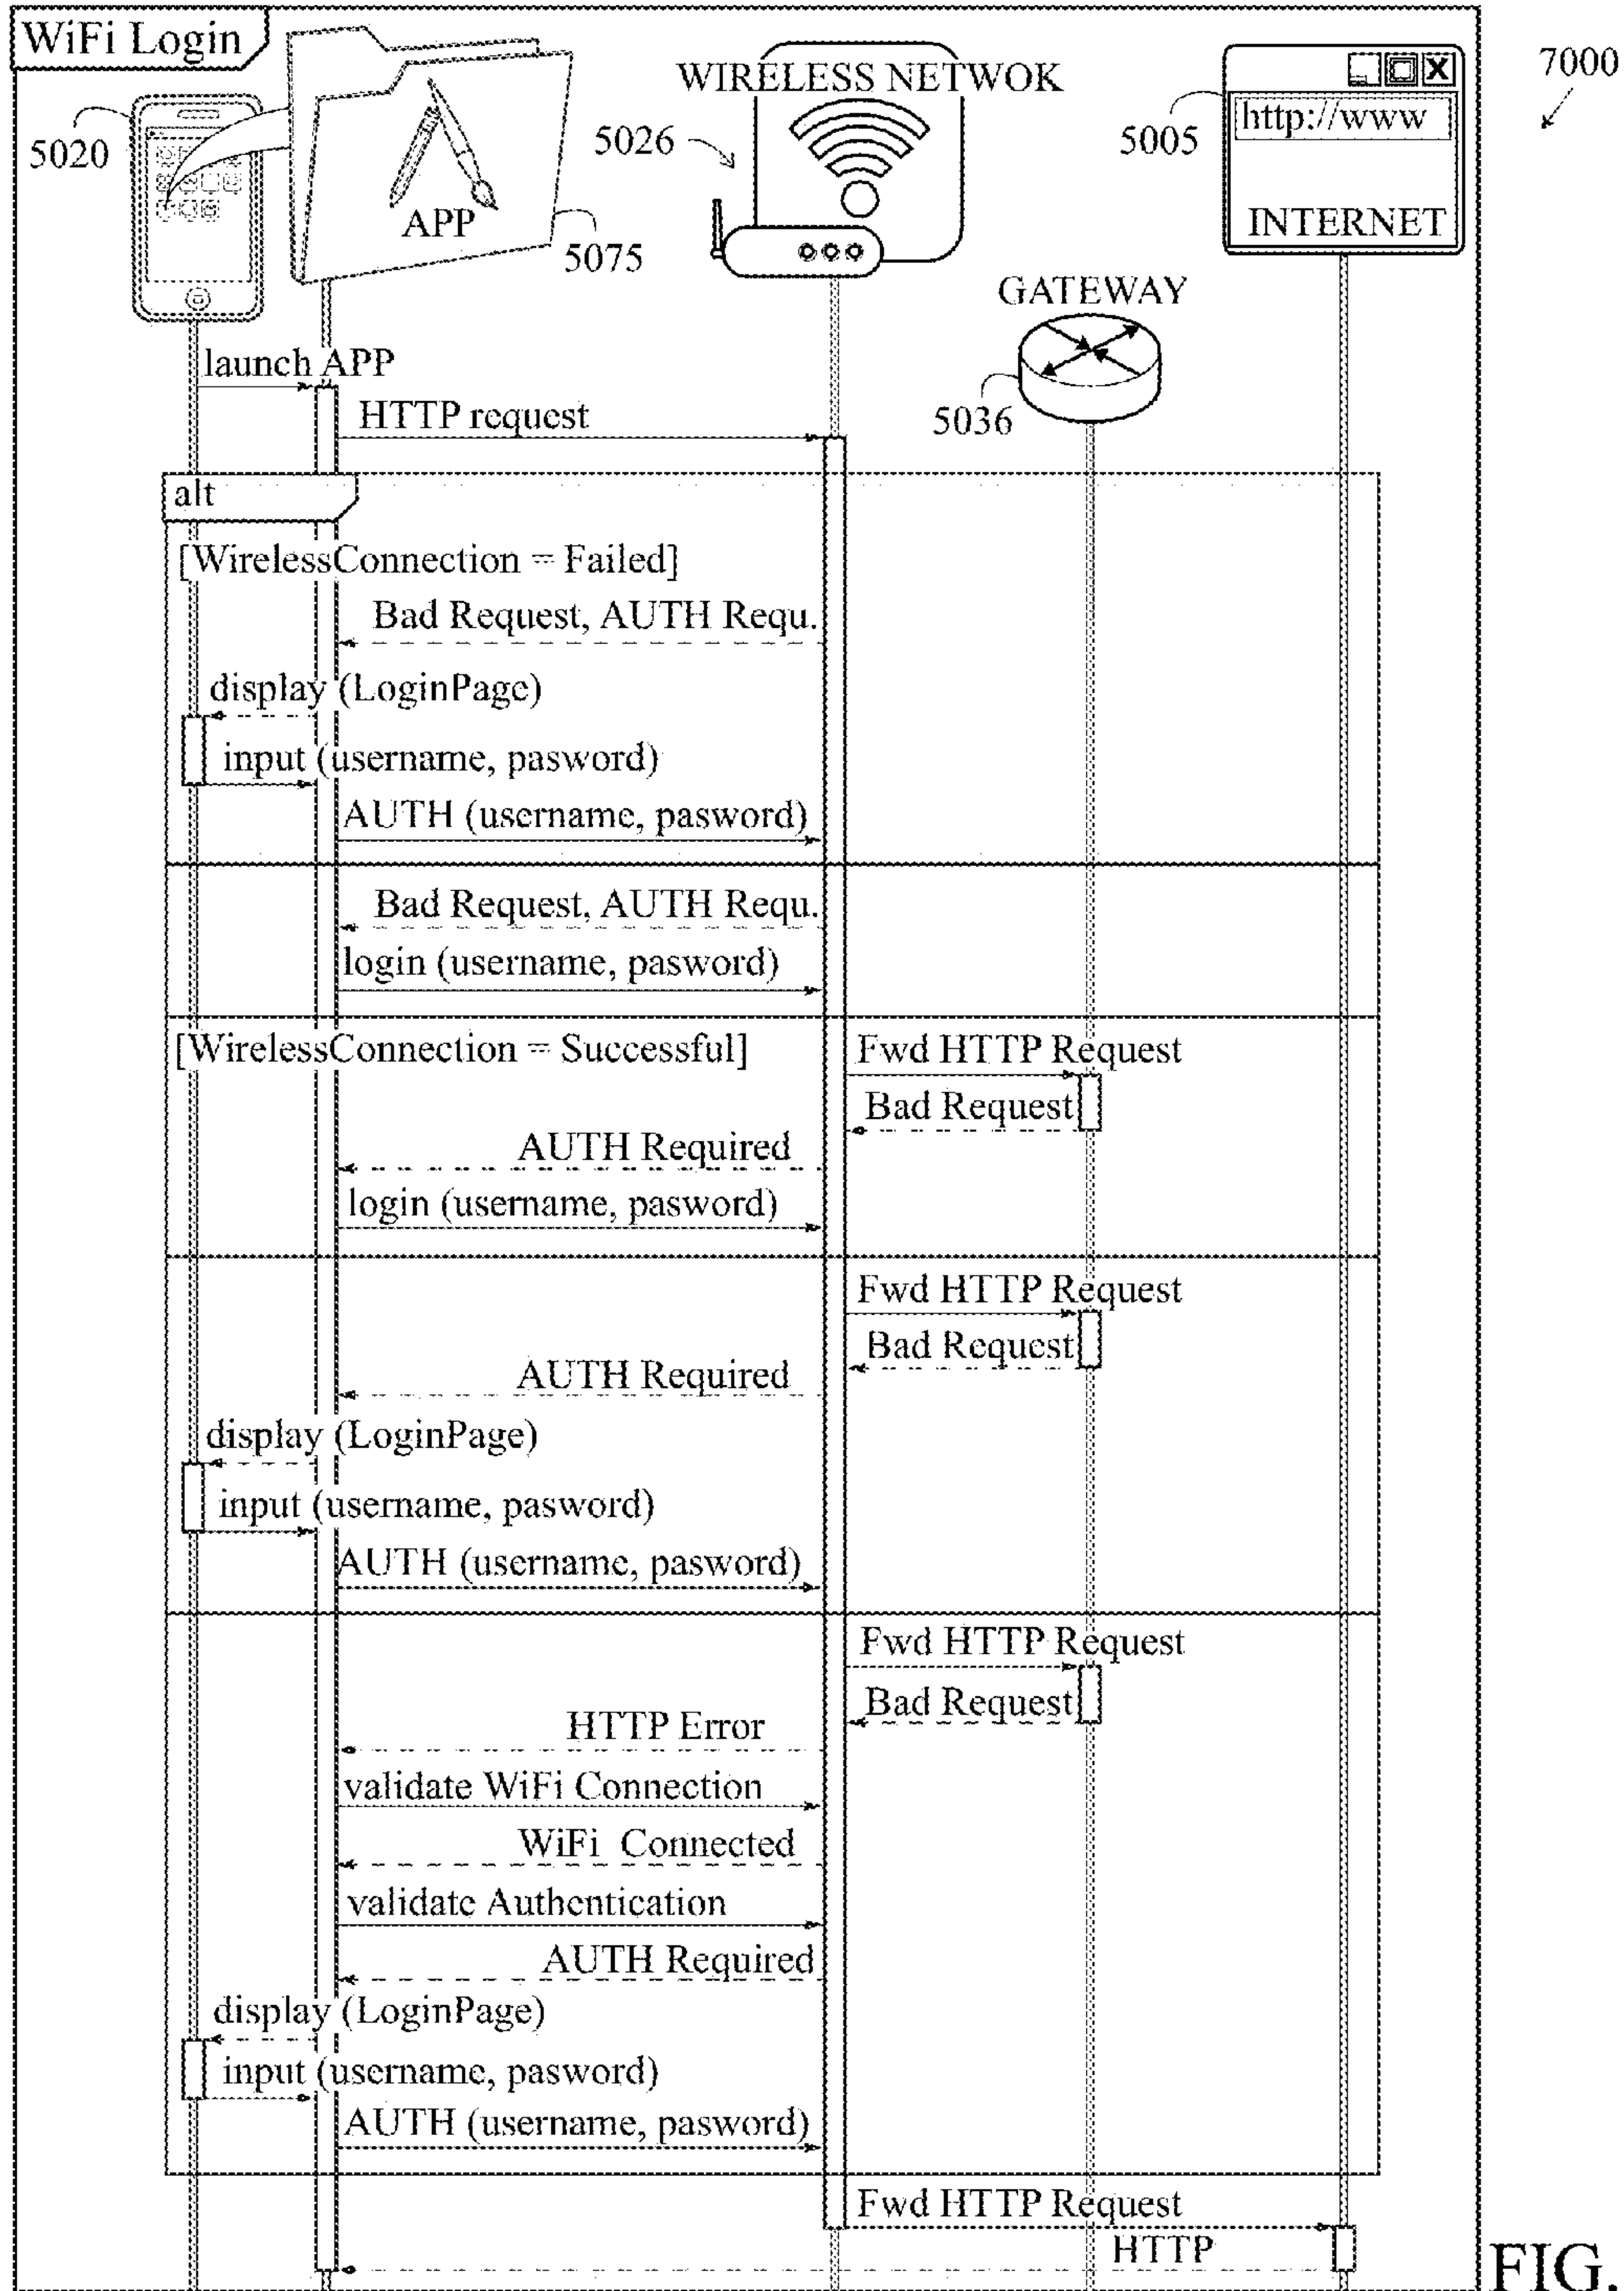 WiFi Login
7000
WIRELESS NETWOK
5020
5026
5005
http://www
APP
INTERNET
5075
GATEWAY
5036
launch APP
HTTP request
alt
[WirelessConnection = Failed]
Bad Request, AUTH Requ.
display (LoginPage)
input (username, pasword)
AUTH (username, pasword)
Bad Request, AUTH Requ.
login (username, pasword)
[WirelessConnection = Successful]
Fwd HTTP Request
Bad Request
AUTH Required
login (username, pasword)
Fwd HTTP Request
Bad Request
AUTH Required
display (LoginPage)
input (username, pasword)
AUTH (username, pasword)
Fwd HTTP Request
Bad Request
HTTP Error
validate WiFi Connection
WiFi Connected
validate Authentication
AUTH Required
display (LoginPage)
input (username, pasword)
AUTH (username, pasword)
Fwd HTTP Request
HTTP
FIG.